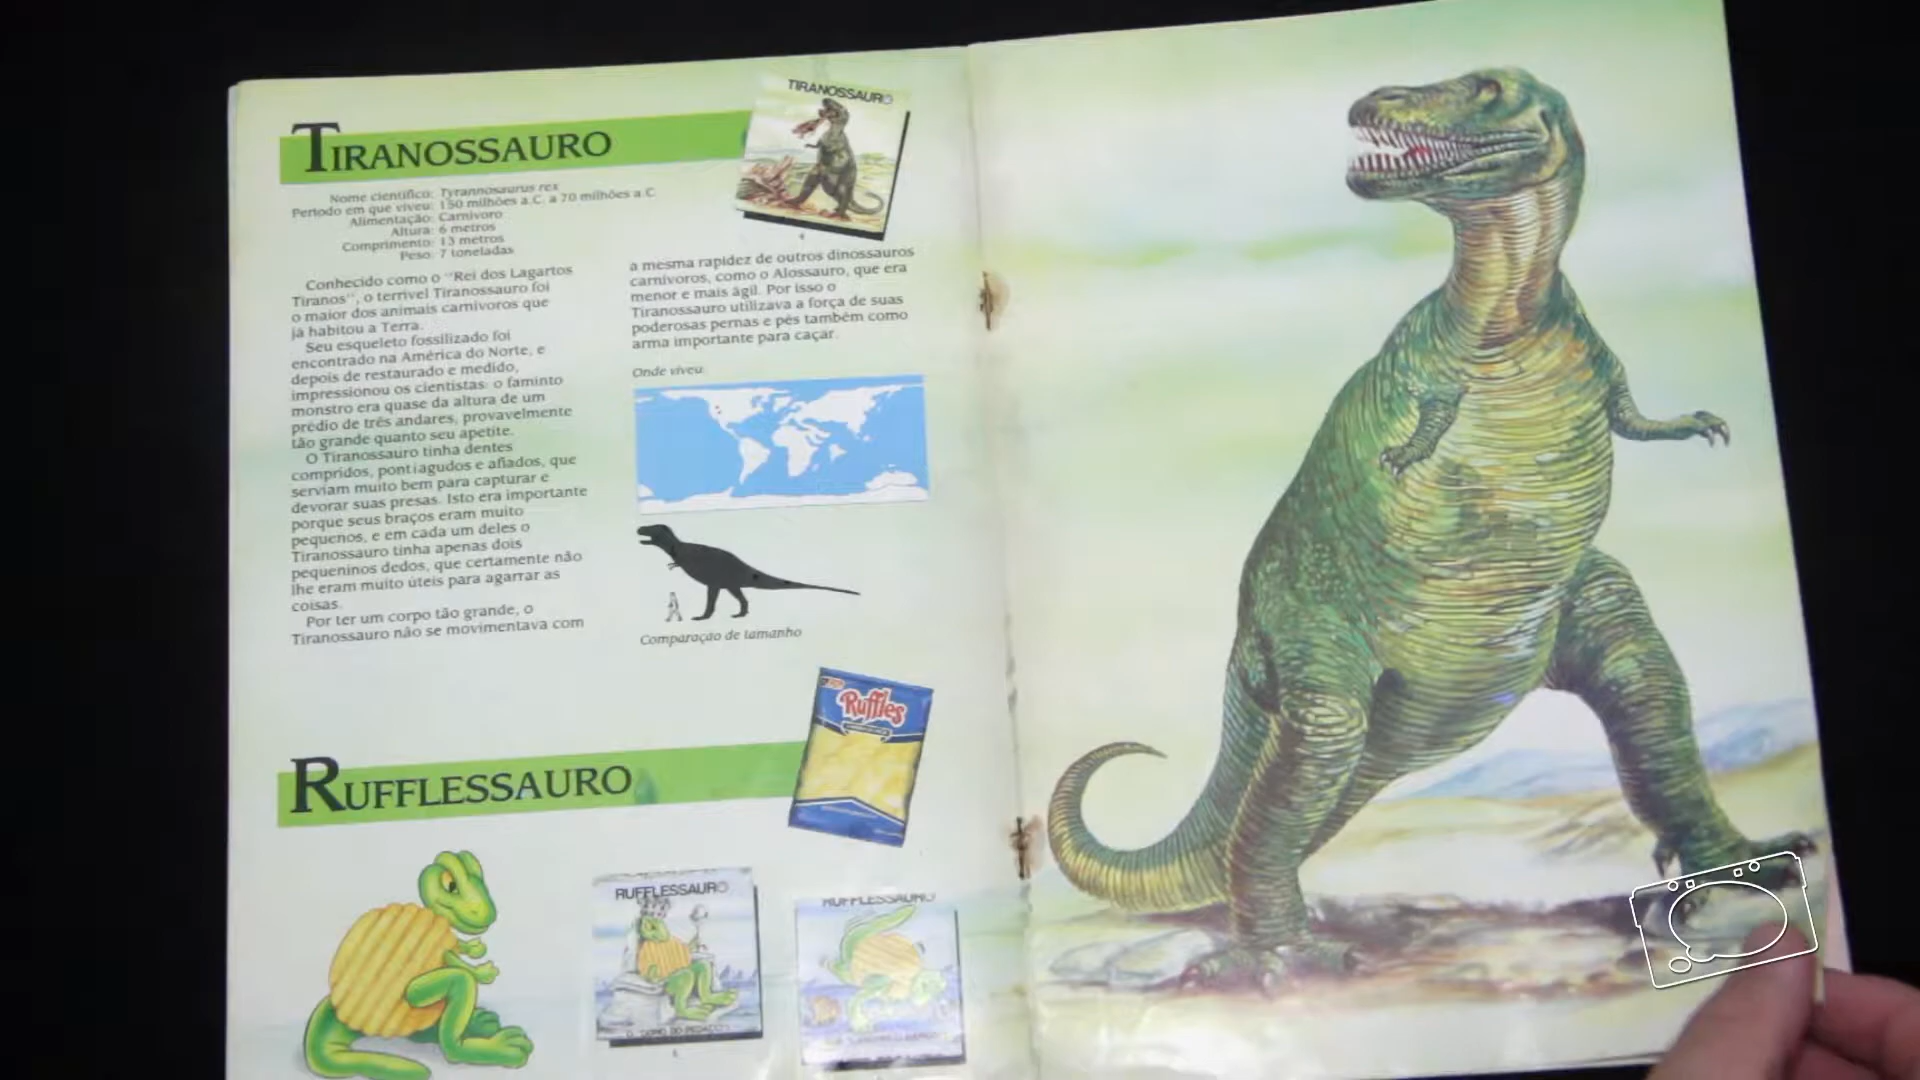 TIRANOSSAURO
TIRANOSSAURO
Nome científico: Tyrannosaurus rex
Período em que viveu: 150 milhões a.C. a 70 milhões a.C.
Alimentação: Carnívoro
Altura: 6 metros
Comprimento: 13 metros
Peso: 7 toneladas
Conhecido como o "Rei dos Lagartos
Tiranos", o terrível Tiranossauro foi
o maior dos animais carnívoros que
já habitou a Terra.
Seu esqueleto fossilizado foi
encontrado na América do Norte, e
depois de restaurado e medido,
impressionou os cientistas: o faminto
monstro era quase da altura de um
prédio de três andares, provavelmente
tão grande quanto seu apetite.
O Tiranossauro tinha dentes
compridos, pontiagudos e afiados, que
serviam muito bem para capturar e
devorar suas presas. Isto era importante
porque seus braços eram muito
pequenos, e em cada um deles o
Tiranossauro tinha apenas dois
pequeninos dedos, que certamente não
lhe eram muito úteis para agarrar as
coisas.
Por ter um corpo tão grande, o
Tiranossauro não se movimentava com
a mesma rapidez de outros dinossauros
carnívoros, como o Alossauro, que era
menor e mais ágil. Por isso o
Tiranossauro utilizava a força de suas
poderosas pernas e pés também como
arma importante para caçar.
Onde viveu:
Comparação de tamanho
Ruffles
RUFFLESSAURO
RUFFLESSAURO
RUFFLESSAURO